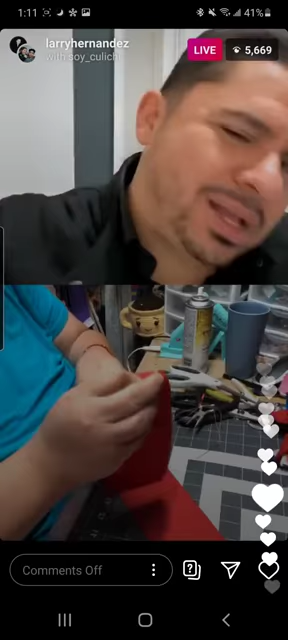 1:11
41%
larryhernandez
with soy_culichi
LIVE
5,669
Comments Off